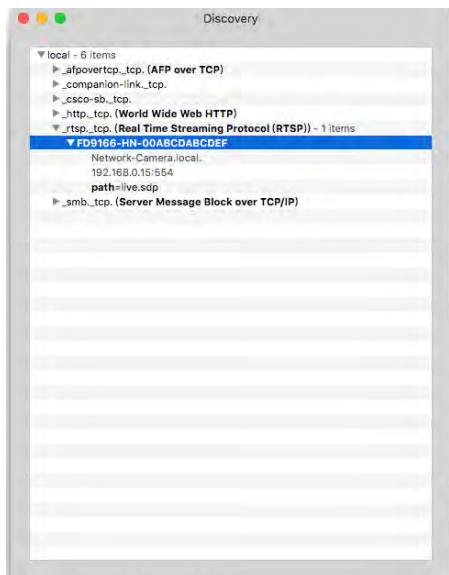 Discovery
local - 6 items
_afpovertcp._tcp. (AFP over TCP)
_companion-link._tcp.
_csco-sb._tcp.
_http._tcp. (World Wide Web HTTP)
_rtsp._tcp. (Real Time Streaming Protocol (RTSP)) - 1 items
FD9166-HN-00ABCDABCDEF
Network-Camera.local.
192.168.0.15:554
path=live.sdp
_smb._tcp. (Server Message Block over TCP/IP)